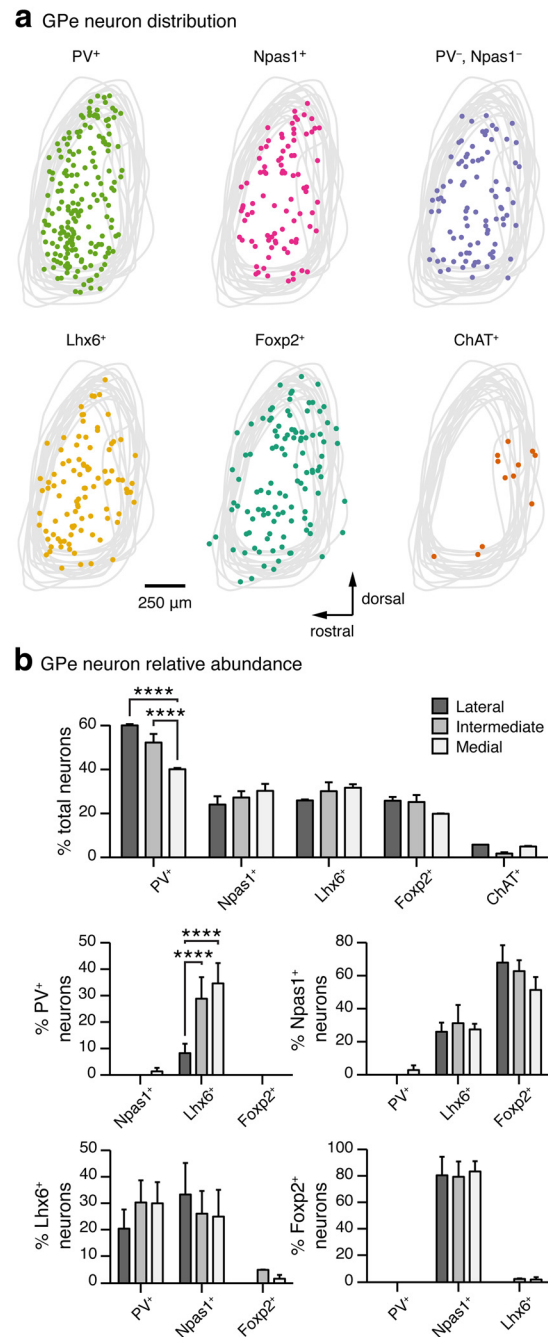 a GPe neuron distribution
PV⁺ Npas1⁺ PV⁻, Npas1⁻
Lhx6⁺ Foxp2⁺ ChAT⁺
250 µm
dorsal
rostral
b GPe neuron relative abundance
**** 
****
Lateral
Intermediate
Medial
% total neurons
60
40
20
0
PV⁺ Npas1⁺ Lhx6⁺ Foxp2⁺ ChAT⁺
% PV⁺
neurons
50
40
30
20
10
0
****
****
Npas1⁺ Lhx6⁺ Foxp2⁺
% Npas1⁺
neurons
80
60
40
20
0
PV⁺ Lhx6⁺ Foxp2⁺
% Lhx6⁺
neurons
50
40
30
20
10
0
PV⁺ Npas1⁺ Foxp2⁺
% Foxp2⁺
neurons
100
80
60
40
20
0
PV⁺ Npas1⁺ Lhx6⁺